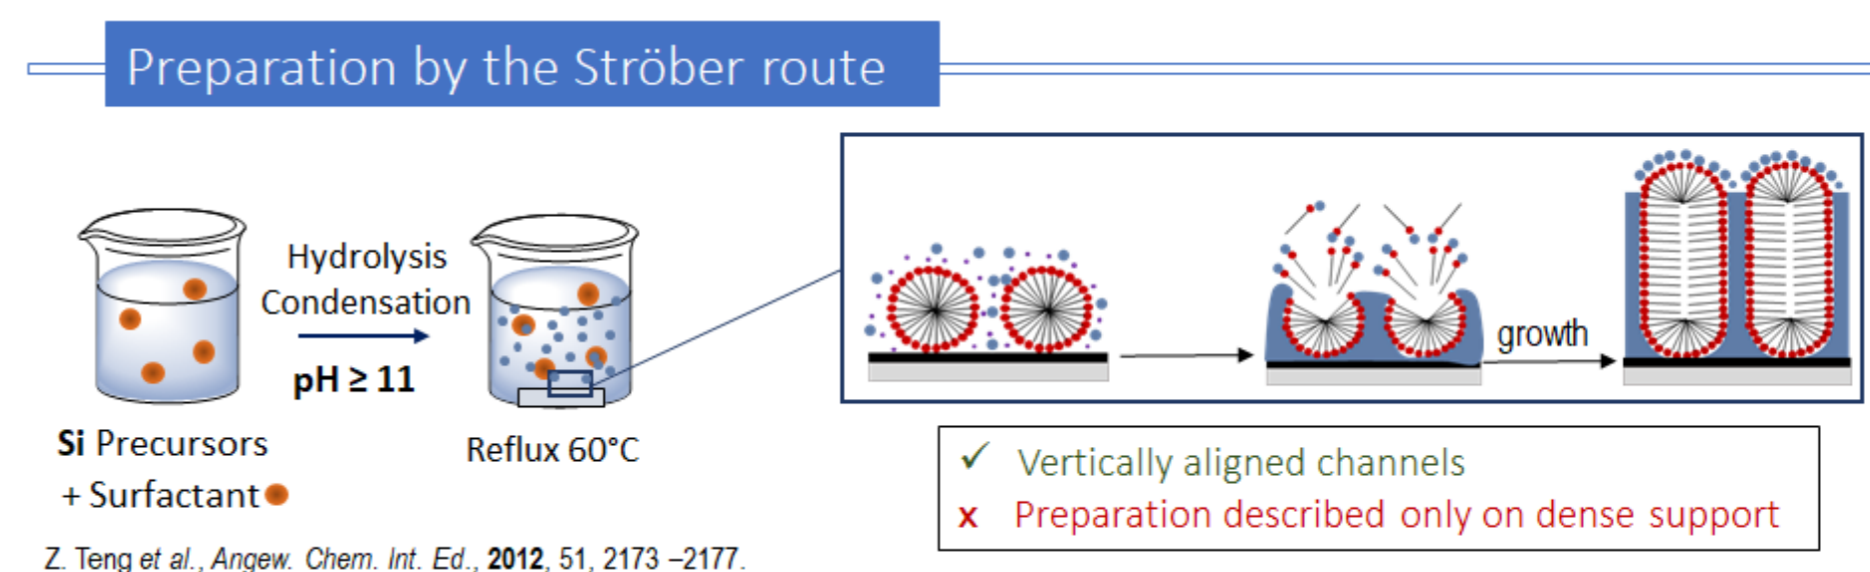 Preparation by the Ströber route
Hydrolysis
Condensation
pH ≥ 11
Si Precursors
+ Surfactant
Reflux 60°C
growth
✓ Vertically aligned channels
x Preparation described only on dense support
Z. Teng et al., Angew. Chem. Int. Ed., 2012, 51, 2173 –2177.